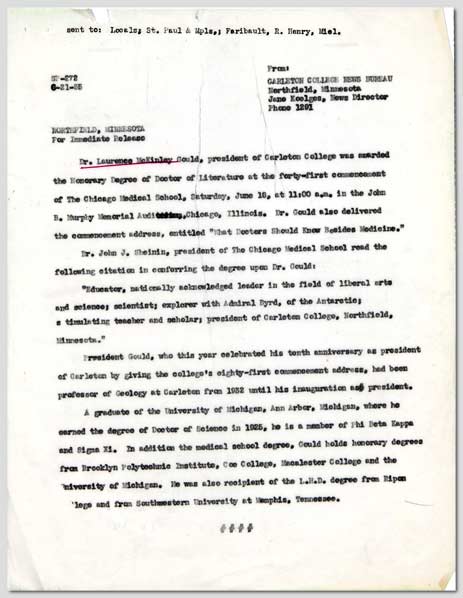 sent to: Locals; St. Paul & Mpls,; Faribault, R. Henry, Miel.
From:
SP-272
CARLETON COLLEGE NEWS BUREAU
6-21-55
Northfield, Minnesota
Jane Keelges, News Director
Phone 1291
NORTHFIELD, MINNESOTA
For Immediate Release
Dr. Laurence McKinley Gould, president of Carleton College was awarded
the Honorary Degree of Doctor of Literature at the forty-first commencement
of The Chicago Medical School, Saturday, June 18, at 11:00 a.m. in the John
B. Murphy Memorial Auditorium, Chicago, Illinois. Dr. Gould also delivered
the commencement address, entitled "What Doctors Should Know Besides Medicine."
Dr. John J. Sheinin, president of The Chicago Medical School read the
following citation in conferring the degree upon Dr. Gould:
"Educator, nationally acknowledged leader in the field of liberal arts
and science; scientist; explorer with Admiral Byrd, of the Antarctic;
s timulating teacher and scholar; president of Carleton College, Northfield,
Minnesota."
President Gould, who this year celebrated his tenth anniversary as president
of Carleton by giving the college's eighty-first commencement address, had been
professor of Geology at Carleton from 1932 until his inauguration as president.
A graduate of the University of Michigan, Ann Arbor, Michigan, where he
earned the degree of Doctor of Science in 1925, he is a member of Phi Beta Kappa
and Sigma Xi. In addition the medical school degree, Gould holds honorary degrees
from Brooklyn Polytechnic Institute, Coe College, Macalester College and the
University of Michigan. He was also recipient of the L.H.D. degree from Ripon
lege and from Southwestern University at Memphis, Tennessee.
####